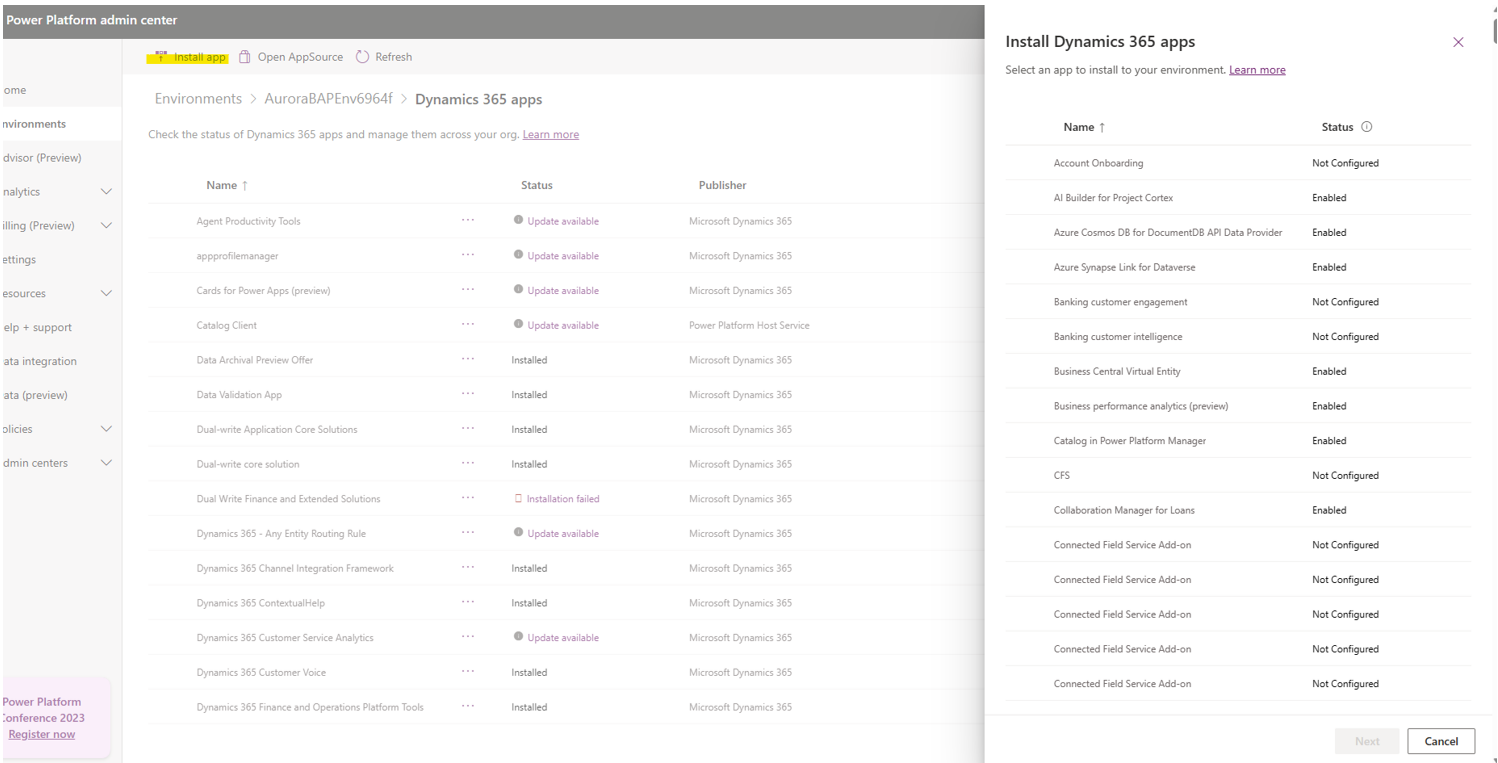 Power Platform admin center
Install app Open AppSource Refresh
ome
nvironments
dvisor (Preview)
nalytics
illing (Preview)
ettings
esources
elp + support
ata integration
ata (preview)
olicies
dmin centers
Power Platform
Conference 2023
Register now
Environments > AuroraBAPEnv6964f > Dynamics 365 apps
Check the status of Dynamics 365 apps and manage them across your org. Learn more
Name ↑ Status Publisher
Agent Productivity Tools ... Update available Microsoft Dynamics 365
appprofilemanager ... Update available Microsoft Dynamics 365
Cards for Power Apps (preview) ... Update available Microsoft Dynamics 365
Catalog Client ... Update available Power Platform Host Service
Data Archival Preview Offer ... Installed Microsoft Dynamics 365
Data Validation App ... Installed Microsoft Dynamics 365
Dual-write Application Core Solutions ... Installed Microsoft Dynamics 365
Dual-write core solution ... Installed Microsoft Dynamics 365
Dual Write Finance and Extended Solutions ... Installation failed Microsoft Dynamics 365
Dynamics 365 - Any Entity Routing Rule ... Update available Microsoft Dynamics 365
Dynamics 365 Channel Integration Framework ... Installed Microsoft Dynamics 365
Dynamics 365 ContextualHelp ... Installed Microsoft Dynamics 365
Dynamics 365 Customer Service Analytics ... Update available Microsoft Dynamics 365
Dynamics 365 Customer Voice ... Installed Microsoft Dynamics 365
Dynamics 365 Finance and Operations Platform Tools ... Installed Microsoft Dynamics 365
Install Dynamics 365 apps
Select an app to install to your environment. Learn more
Name ↑ Status
Account Onboarding Not Configured
AI Builder for Project Cortex Enabled
Azure Cosmos DB for DocumentDB API Data Provider Enabled
Azure Synapse Link for Dataverse Enabled
Banking customer engagement Not Configured
Banking customer intelligence Not Configured
Business Central Virtual Entity Enabled
Business performance analytics (preview) Enabled
Catalog in Power Platform Manager Enabled
CFS Not Configured
Collaboration Manager for Loans Enabled
Connected Field Service Add-on Not Configured
Connected Field Service Add-on Not Configured
Connected Field Service Add-on Not Configured
Connected Field Service Add-on Not Configured
Connected Field Service Add-on Not Configured
Next Cancel